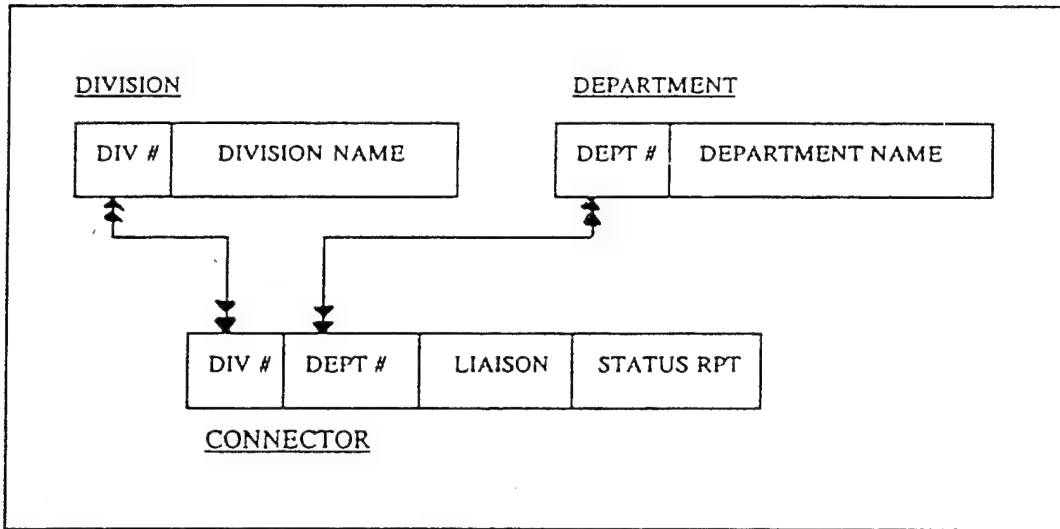 DIVISION
DEPARTMENT
DIV # DIVISION NAME
DEPT # DEPARTMENT NAME
DIV # DEPT # LIAISON STATUS RPT
CONNECTOR